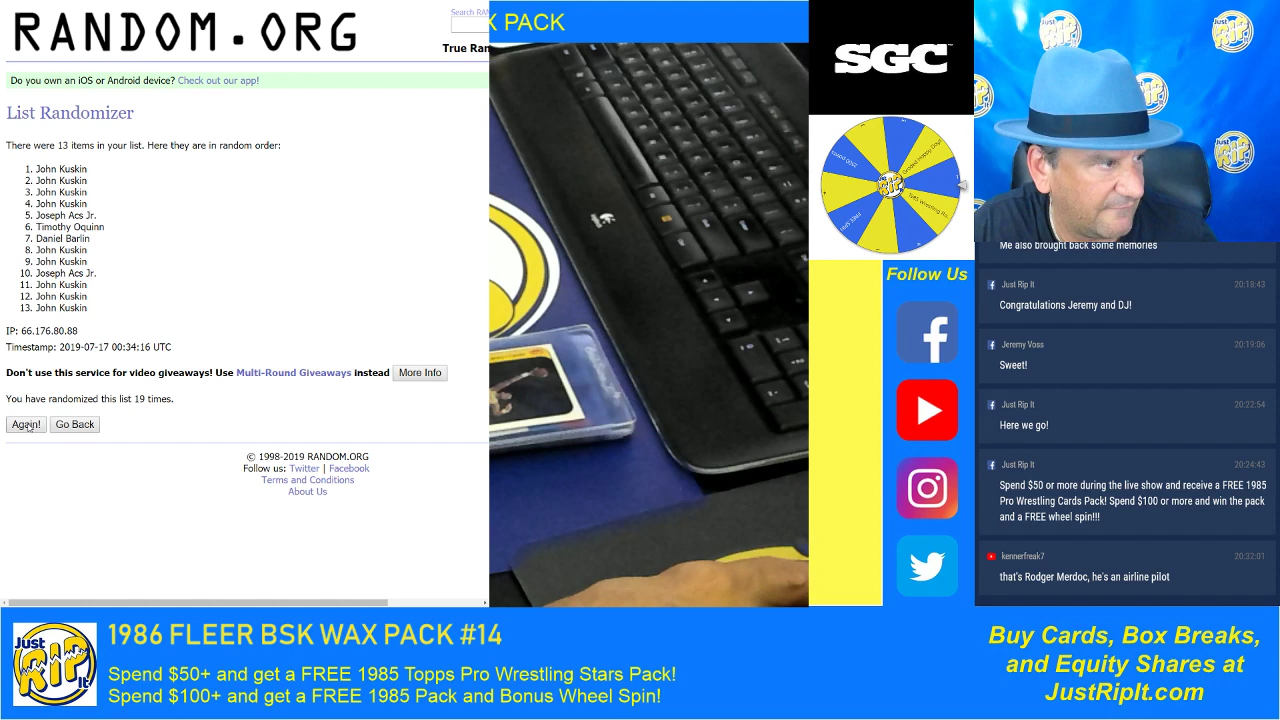 RANDOM.ORG
Search RAN
True Ran
Do you own an iOS or Android device? Check out our app!
List Randomizer
There were 13 items in your list. Here they are in random order:
1. John Kuskin
2. John Kuskin
3. John Kuskin
4. John Kuskin
5. Joseph Acs Jr.
6. Timothy Oquinn
7. Daniel Barlin
8. John Kuskin
9. John Kuskin
10. Joseph Acs Jr.
11. John Kuskin
12. John Kuskin
13. John Kuskin
IP: 66.176.80.88
Timestamp: 2019-07-17 00:34:16 UTC
Don't use this service for video giveaways! Use Multi-Round Giveaways instead More Info
You have randomized this list 19 times.
Again! Go Back
© 1998-2019 RANDOM.ORG
Follow us: Twitter | Facebook
Terms and Conditions
About Us
X PACK
Logitech
SGC
Follow Us
Just
RIP
It
Me also brought back some memories
Just Rip It 20:18:43
Congratulations Jeremy and DJ!
Jeremy Voss 20:19:06
Sweet!
Just Rip It 20:22:54
Here we go!
Just Rip It 20:24:43
Spend $50 or more during the live show and receive a FREE 1985
Pro Wrestling Cards Pack! Spend $100 or more and win the pack
and a FREE wheel spin!!!
kennerfreak7 20:32:01
that's Rodger Merdoc, he's an airline pilot
Just
RIP
It
1986 FLEER BSK WAX PACK #14
Spend $50+ and get a FREE 1985 Topps Pro Wrestling Stars Pack!
Spend $100+ and get a FREE 1985 Pack and Bonus Wheel Spin!
Buy Cards, Box Breaks,
and Equity Shares at
JustRipIt.com